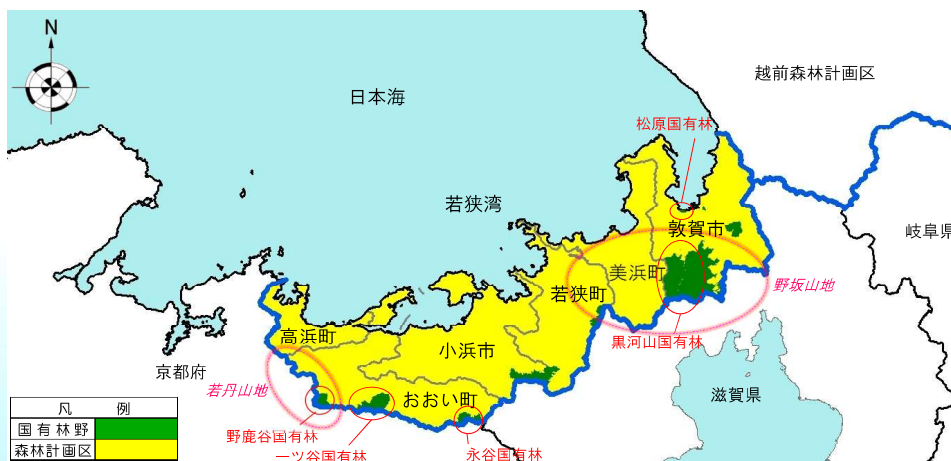 N
越前森林計画区
日本海
松原国有林
若狭湾
敦賀市
岐阜県
美浜町
野坂山地
若狭町
高浜町
黒河山国有林
小浜市
京都府
若丹山地
滋賀県
おおい町
凡 例
国有林野
森林計画区
野鹿谷国有林
一ツ谷国有林
永谷国有林